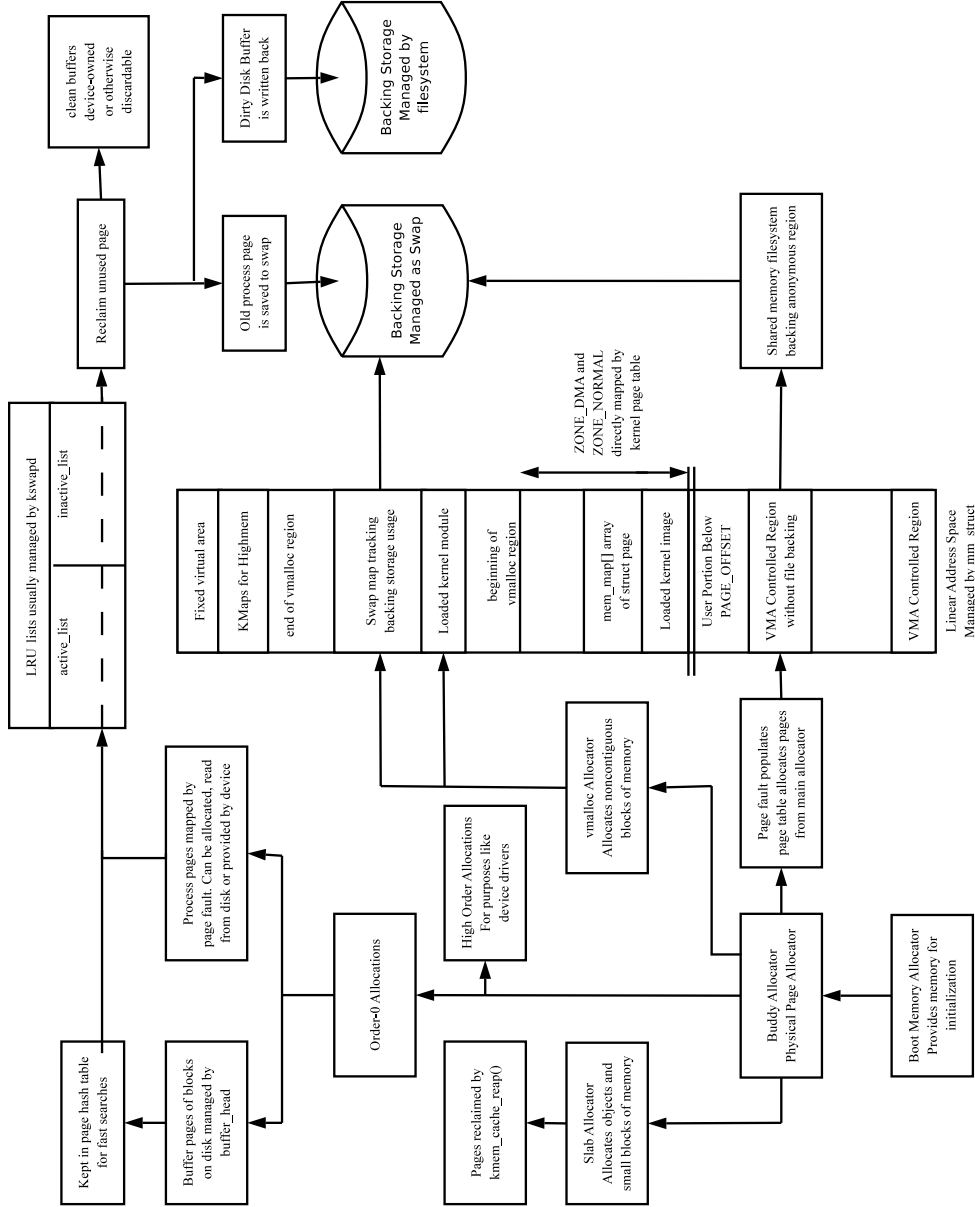 Kept in page hash table
for fast searches
Buffer pages of blocks
on disk managed by
buffer_head
Process pages mapped by
page fault. Can be allocated, read
from disk or provided by device
Order-0 Allocations
Pages reclaimed by
kmem_cache_reap()
High Order Allocations
For purposes like
device drivers
Slab Allocator
Allocates objects and
small blocks of memory
vmalloc Allocator
Allocates noncontiguous
blocks of memory
Buddy Allocator
Physical Page Allocator
Page fault populates
page table allocates pages
from main allocator
Boot Memory Allocator
Provides memory for
initialization
LRU lists usually managed by kswapd
active_list
inactive_list
Fixed virtual area
KMaps for Highmem
end of vmalloc region
Swap map tracking
backing storage usage
Loaded kernel module
beginning of
vmalloc region
mem_map[] array
of struct page
Loaded kernel image
User Portion Below
PAGE_OFFSET
VMA Controlled Region
without file backing
VMA Controlled Region
Linear Address Space
Managed by mm_struct
ZONE_DMA and
ZONE_NORMAL
directly mapped by
kernel page table
Reclaim unused page
clean buffers
device-owned
or otherwise
discardable
Old process page
is saved to swap
Dirty Disk Buffer
is written back
Backing Storage
Managed as Swap
Backing Storage
Managed by
filesystem
Shared memory filesystem
backing anonymous region